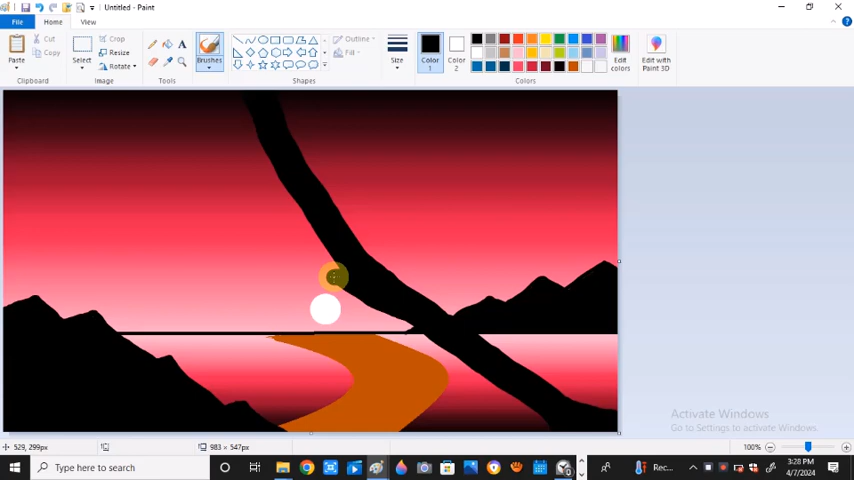 Untitled - Paint
File Home View
Paste
Cut
Copy
Clipboard
Select
Crop
Resize
Rotate
Image
A
Tools
Brushes
Outline
Fill
Shapes
Size
Color 1
Color 2
Edit colors
Colors
Edit with Paint 3D
Activate Windows
Go to Settings to activate Windows.
529, 299px
983 × 547px
100%
Type here to search
Rec...
3:28 PM
4/7/2024